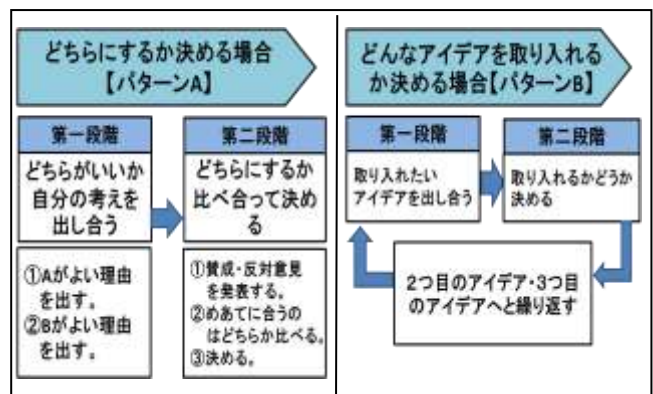 どちらにするか決める場合
【パターンA】
第一段階
どちらがいいか
自分の考えを
出し合う
①Aがよい理由
を出す。
②Bがよい理由
を出す。
第二段階
どちらにするか
比べ合って決め
る
①賛成・反対意見
を発表する。
②めあてに合うの
はどちらか比べる。
③決める。
どんなアイデアを取り入れる
か決める場合【パターンB】
第一段階
取り入れたい
アイデアを出し合う
第二段階
取り入れるかどうか
決める
2つ目のアイデア・3つ目
のアイデアへと繰り返す